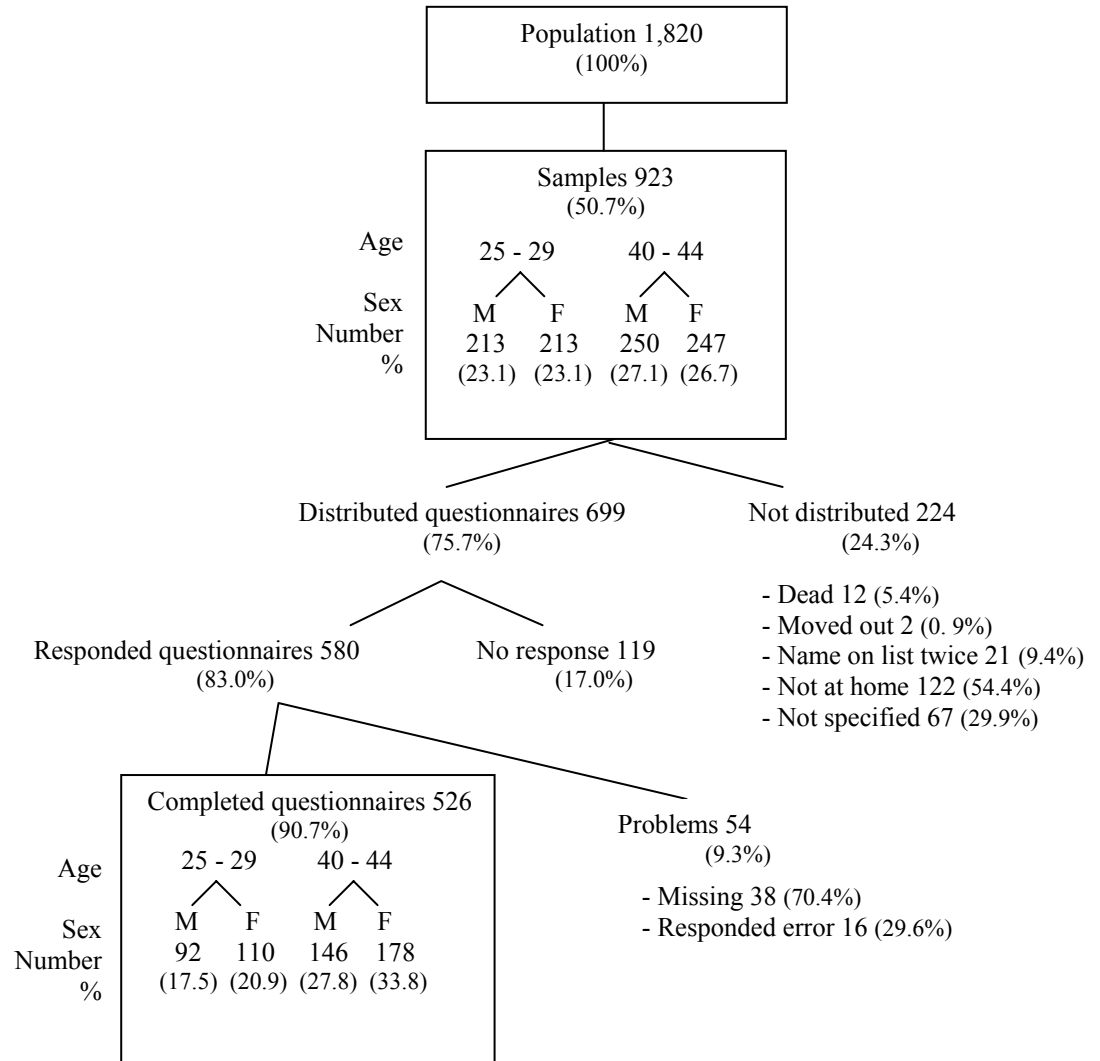 Population 1,820
(100%)
Samples 923
(50.7%)
Age 25 - 29 40 - 44
Sex M F M F
Number 213 213 250 247
% (23.1) (23.1) (27.1) (26.7)
Distributed questionnaires 699 Not distributed 224
(75.7%) (24.3%)
- Dead 12 (5.4%)
- Moved out 2 (0. 9%)
- Name on list twice 21 (9.4%)
- Not at home 122 (54.4%)
- Not specified 67 (29.9%)
Responded questionnaires 580 No response 119
(83.0%) (17.0%)
Completed questionnaires 526
(90.7%)
Age 25 - 29 40 - 44
Sex M F M F
Number 92 110 146 178
% (17.5) (20.9) (27.8) (33.8)
Problems 54
(9.3%)
- Missing 38 (70.4%)
- Responded error 16 (29.6%)